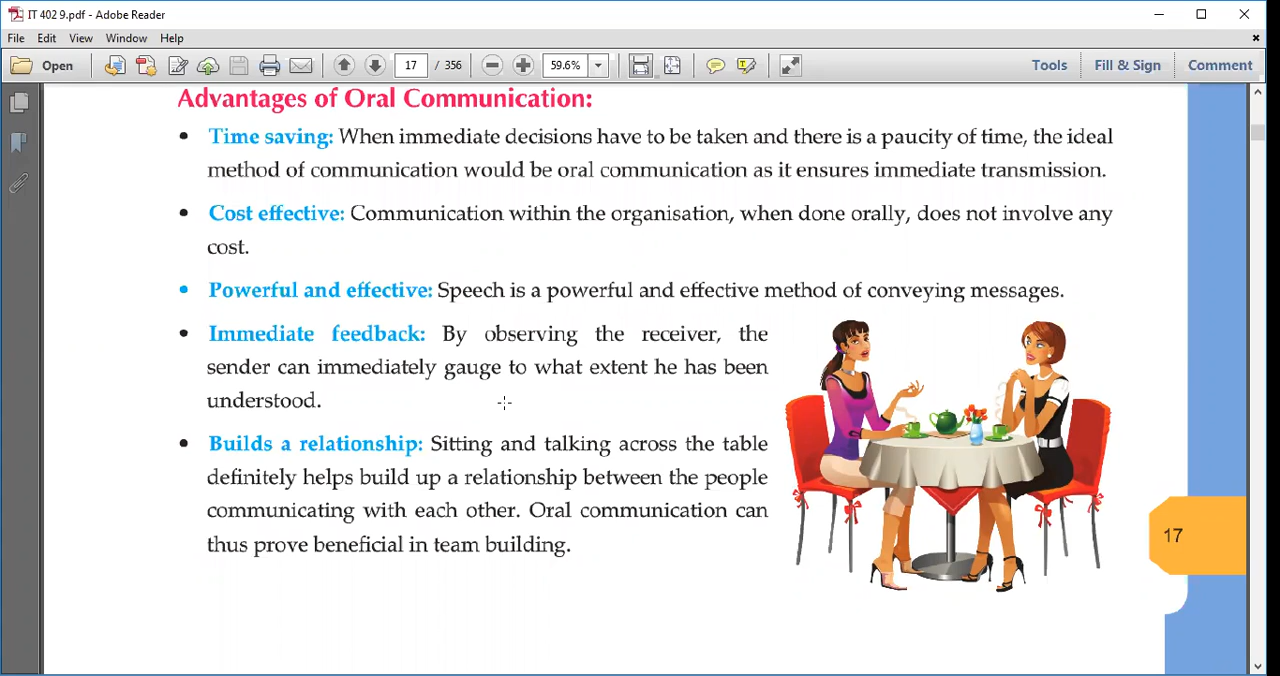 IT 402 9.pdf - Adobe Reader
File Edit View Window Help
Open 17 / 356 59.6% Tools Fill & Sign Comment
Advantages of Oral Communication:
• Time saving: When immediate decisions have to be taken and there is a paucity of time, the ideal
method of communication would be oral communication as it ensures immediate transmission.
• Cost effective: Communication within the organisation, when done orally, does not involve any
cost.
• Powerful and effective: Speech is a powerful and effective method of conveying messages.
• Immediate feedback: By observing the receiver, the
sender can immediately gauge to what extent he has been
understood.
• Builds a relationship: Sitting and talking across the table
definitely helps build up a relationship between the people
communicating with each other. Oral communication can
thus prove beneficial in team building.
17